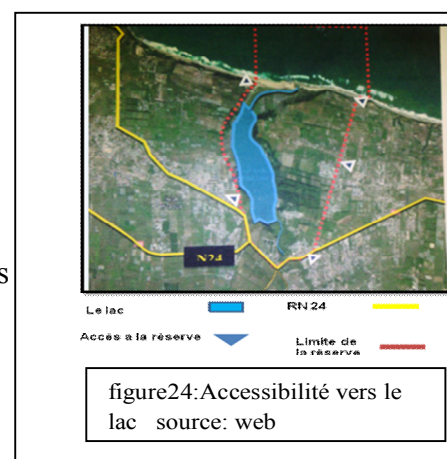 s
N24
Le lac
RN 24
Accès a la réserve
Limite de
la réserve
figure24:Accessibilité vers le
lac source: web